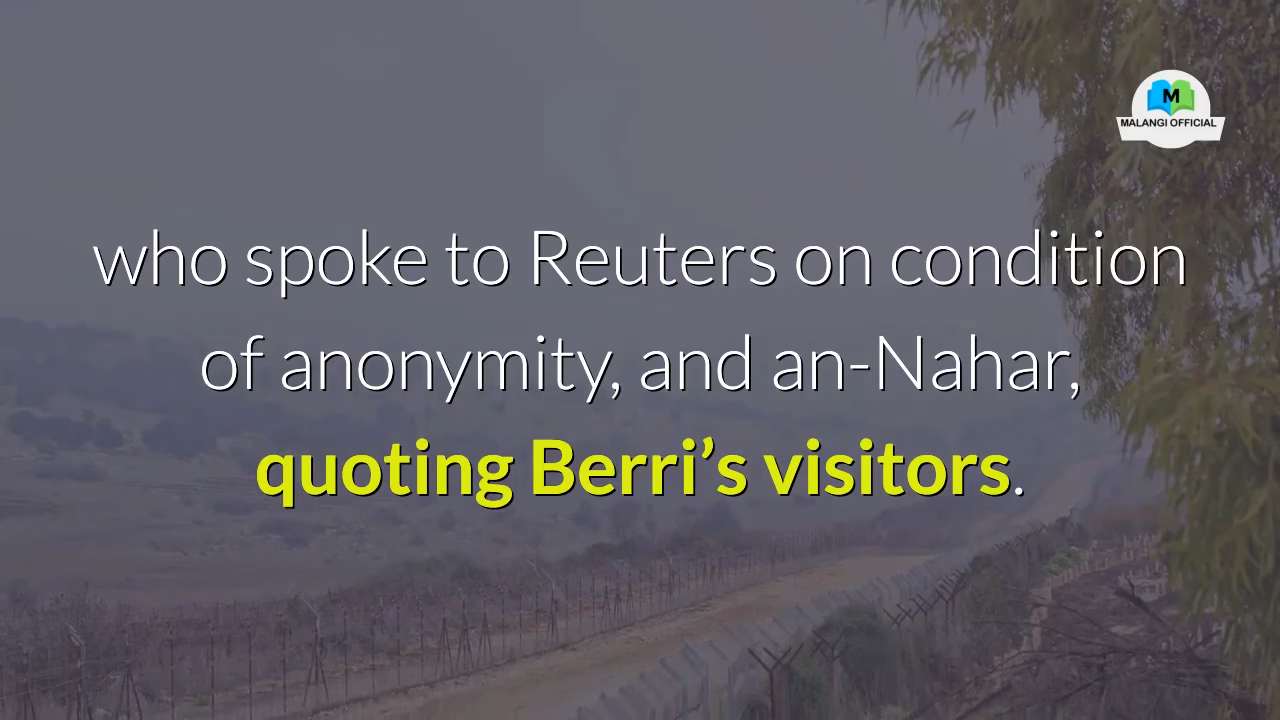 M
MALANGI OFFICIAL
who spoke to Reuters on condition
of anonymity, and an-Nahar,
quoting Berri’s visitors.